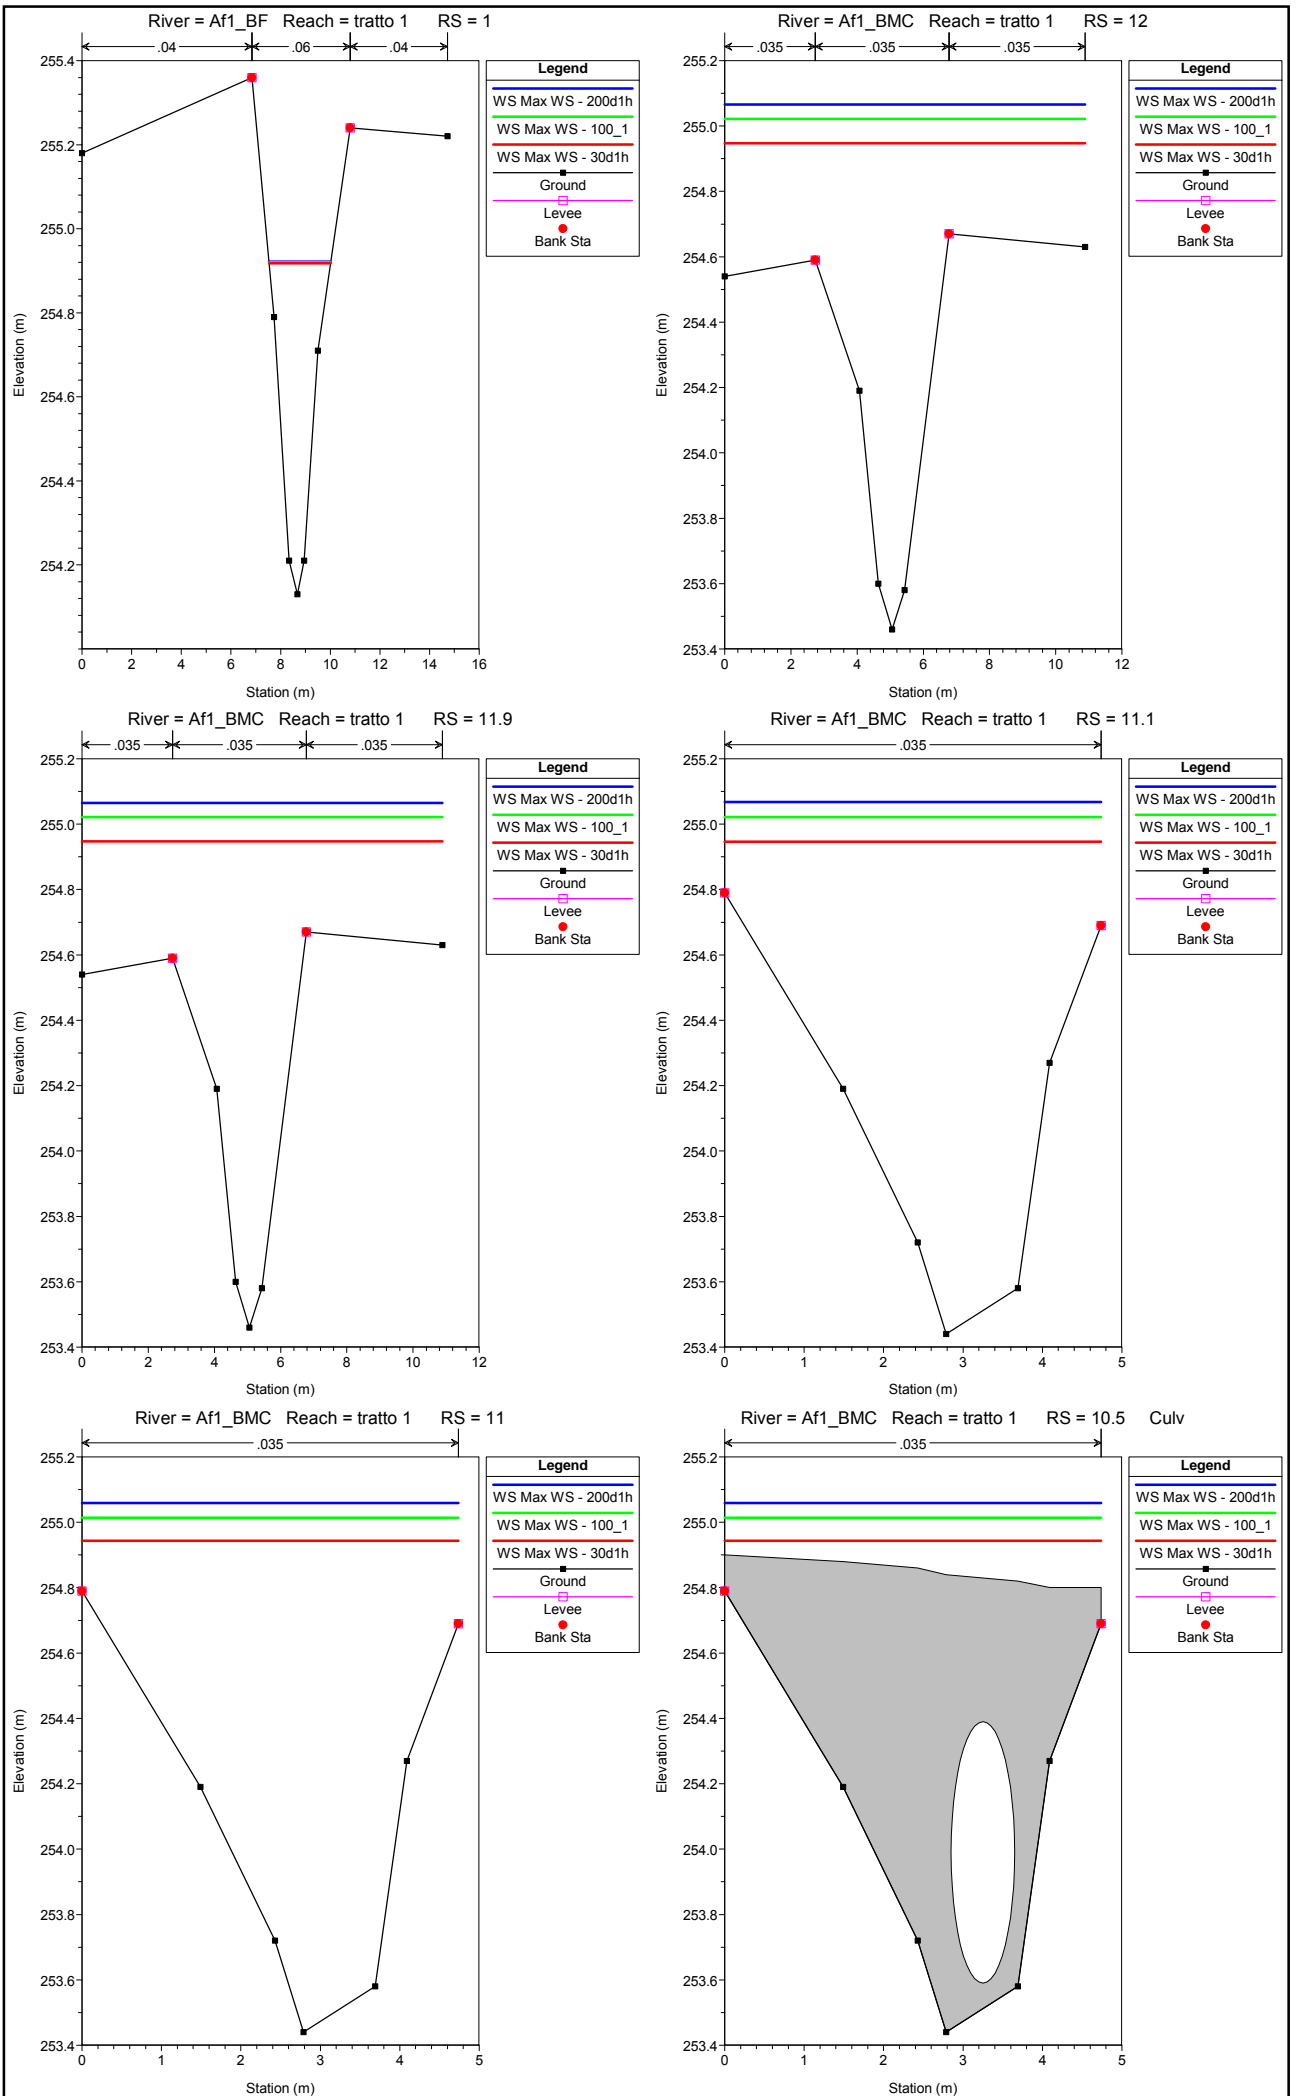 River = Af1_BF Reach = tratto 1 RS = 1
.04 .06 .04
255.4
255.2
255.0
254.8
254.6
254.4
254.2
0 2 4 6 8 10 12 14 16
Station (m)
Elevation (m)
Legend
WS Max WS - 200d1h
WS Max WS - 100_1
WS Max WS - 30d1h
Ground
Levee
Bank Sta
River = Af1_BMC Reach = tratto 1 RS = 12
.035 .035 .035
255.2
255.0
254.8
254.6
254.4
254.2
254.0
253.8
253.6
253.4
0 2 4 6 8 10 12
Station (m)
Elevation (m)
Legend
WS Max WS - 200d1h
WS Max WS - 100_1
WS Max WS - 30d1h
Ground
Levee
Bank Sta
River = Af1_BMC Reach = tratto 1 RS = 11.9
.035 .035 .035
255.2
255.0
254.8
254.6
254.4
254.2
254.0
253.8
253.6
253.4
0 2 4 6 8 10 12
Station (m)
Elevation (m)
Legend
WS Max WS - 200d1h
WS Max WS - 100_1
WS Max WS - 30d1h
Ground
Levee
Bank Sta
River = Af1_BMC Reach = tratto 1 RS = 11.1
.035
255.2
255.0
254.8
254.6
254.4
254.2
254.0
253.8
253.6
253.4
0 1 2 3 4 5
Station (m)
Elevation (m)
Legend
WS Max WS - 200d1h
WS Max WS - 100_1
WS Max WS - 30d1h
Ground
Levee
Bank Sta
River = Af1_BMC Reach = tratto 1 RS = 11
.035
255.2
255.0
254.8
254.6
254.4
254.2
254.0
253.8
253.6
253.4
0 1 2 3 4 5
Station (m)
Elevation (m)
Legend
WS Max WS - 200d1h
WS Max WS - 100_1
WS Max WS - 30d1h
Ground
Levee
Bank Sta
River = Af1_BMC Reach = tratto 1 RS = 10.5 Culv
.035
255.2
255.0
254.8
254.6
254.4
254.2
254.0
253.8
253.6
253.4
0 1 2 3 4 5
Station (m)
Elevation (m)
Legend
WS Max WS - 200d1h
WS Max WS - 100_1
WS Max WS - 30d1h
Ground
Levee
Bank Sta